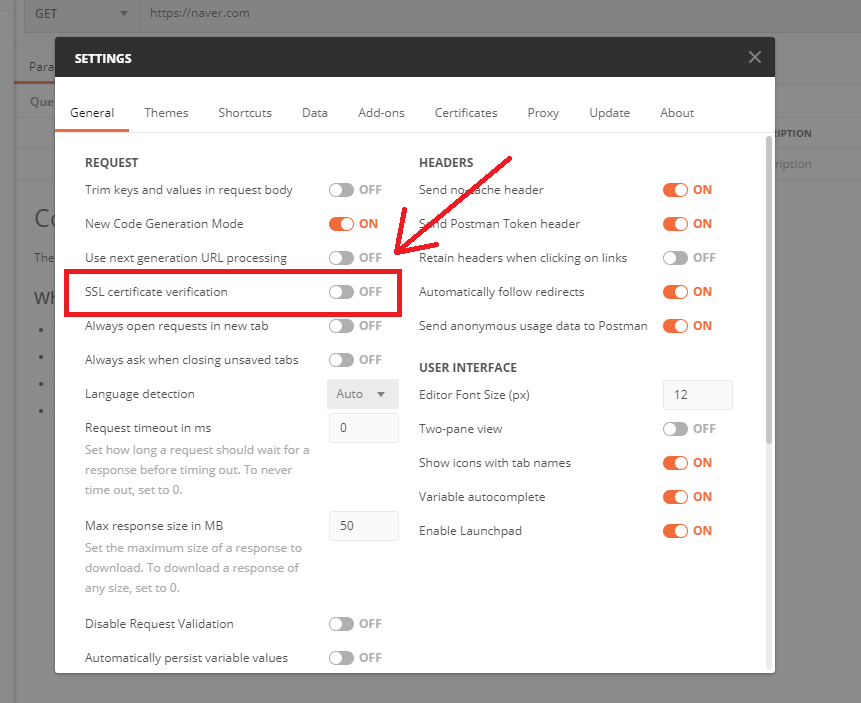 GET https://naver.com
Para
Que
RIPTION
ription
Co
The
Wh
SETTINGS
General Themes Shortcuts Data Add-ons Certificates Proxy Update About
REQUEST
Trim keys and values in request body OFF
New Code Generation Mode ON
Use next generation URL processing OFF
SSL certificate verification OFF
Always open requests in new tab OFF
Always ask when closing unsaved tabs OFF
Language detection Auto
Request timeout in ms 0
Set how long a request should wait for a
response before timing out. To never
time out, set to 0.
Max response size in MB 50
Set the maximum size of a response to
download. To download a response of
any size, set to 0.
Disable Request Validation OFF
Automatically persist variable values OFF
HEADERS
Send no-cache header ON
Send Postman Token header ON
Retain headers when clicking on links OFF
Automatically follow redirects ON
Send anonymous usage data to Postman ON
USER INTERFACE
Editor Font Size (px) 12
Two-pane view OFF
Show icons with tab names ON
Variable autocomplete ON
Enable Launchpad ON